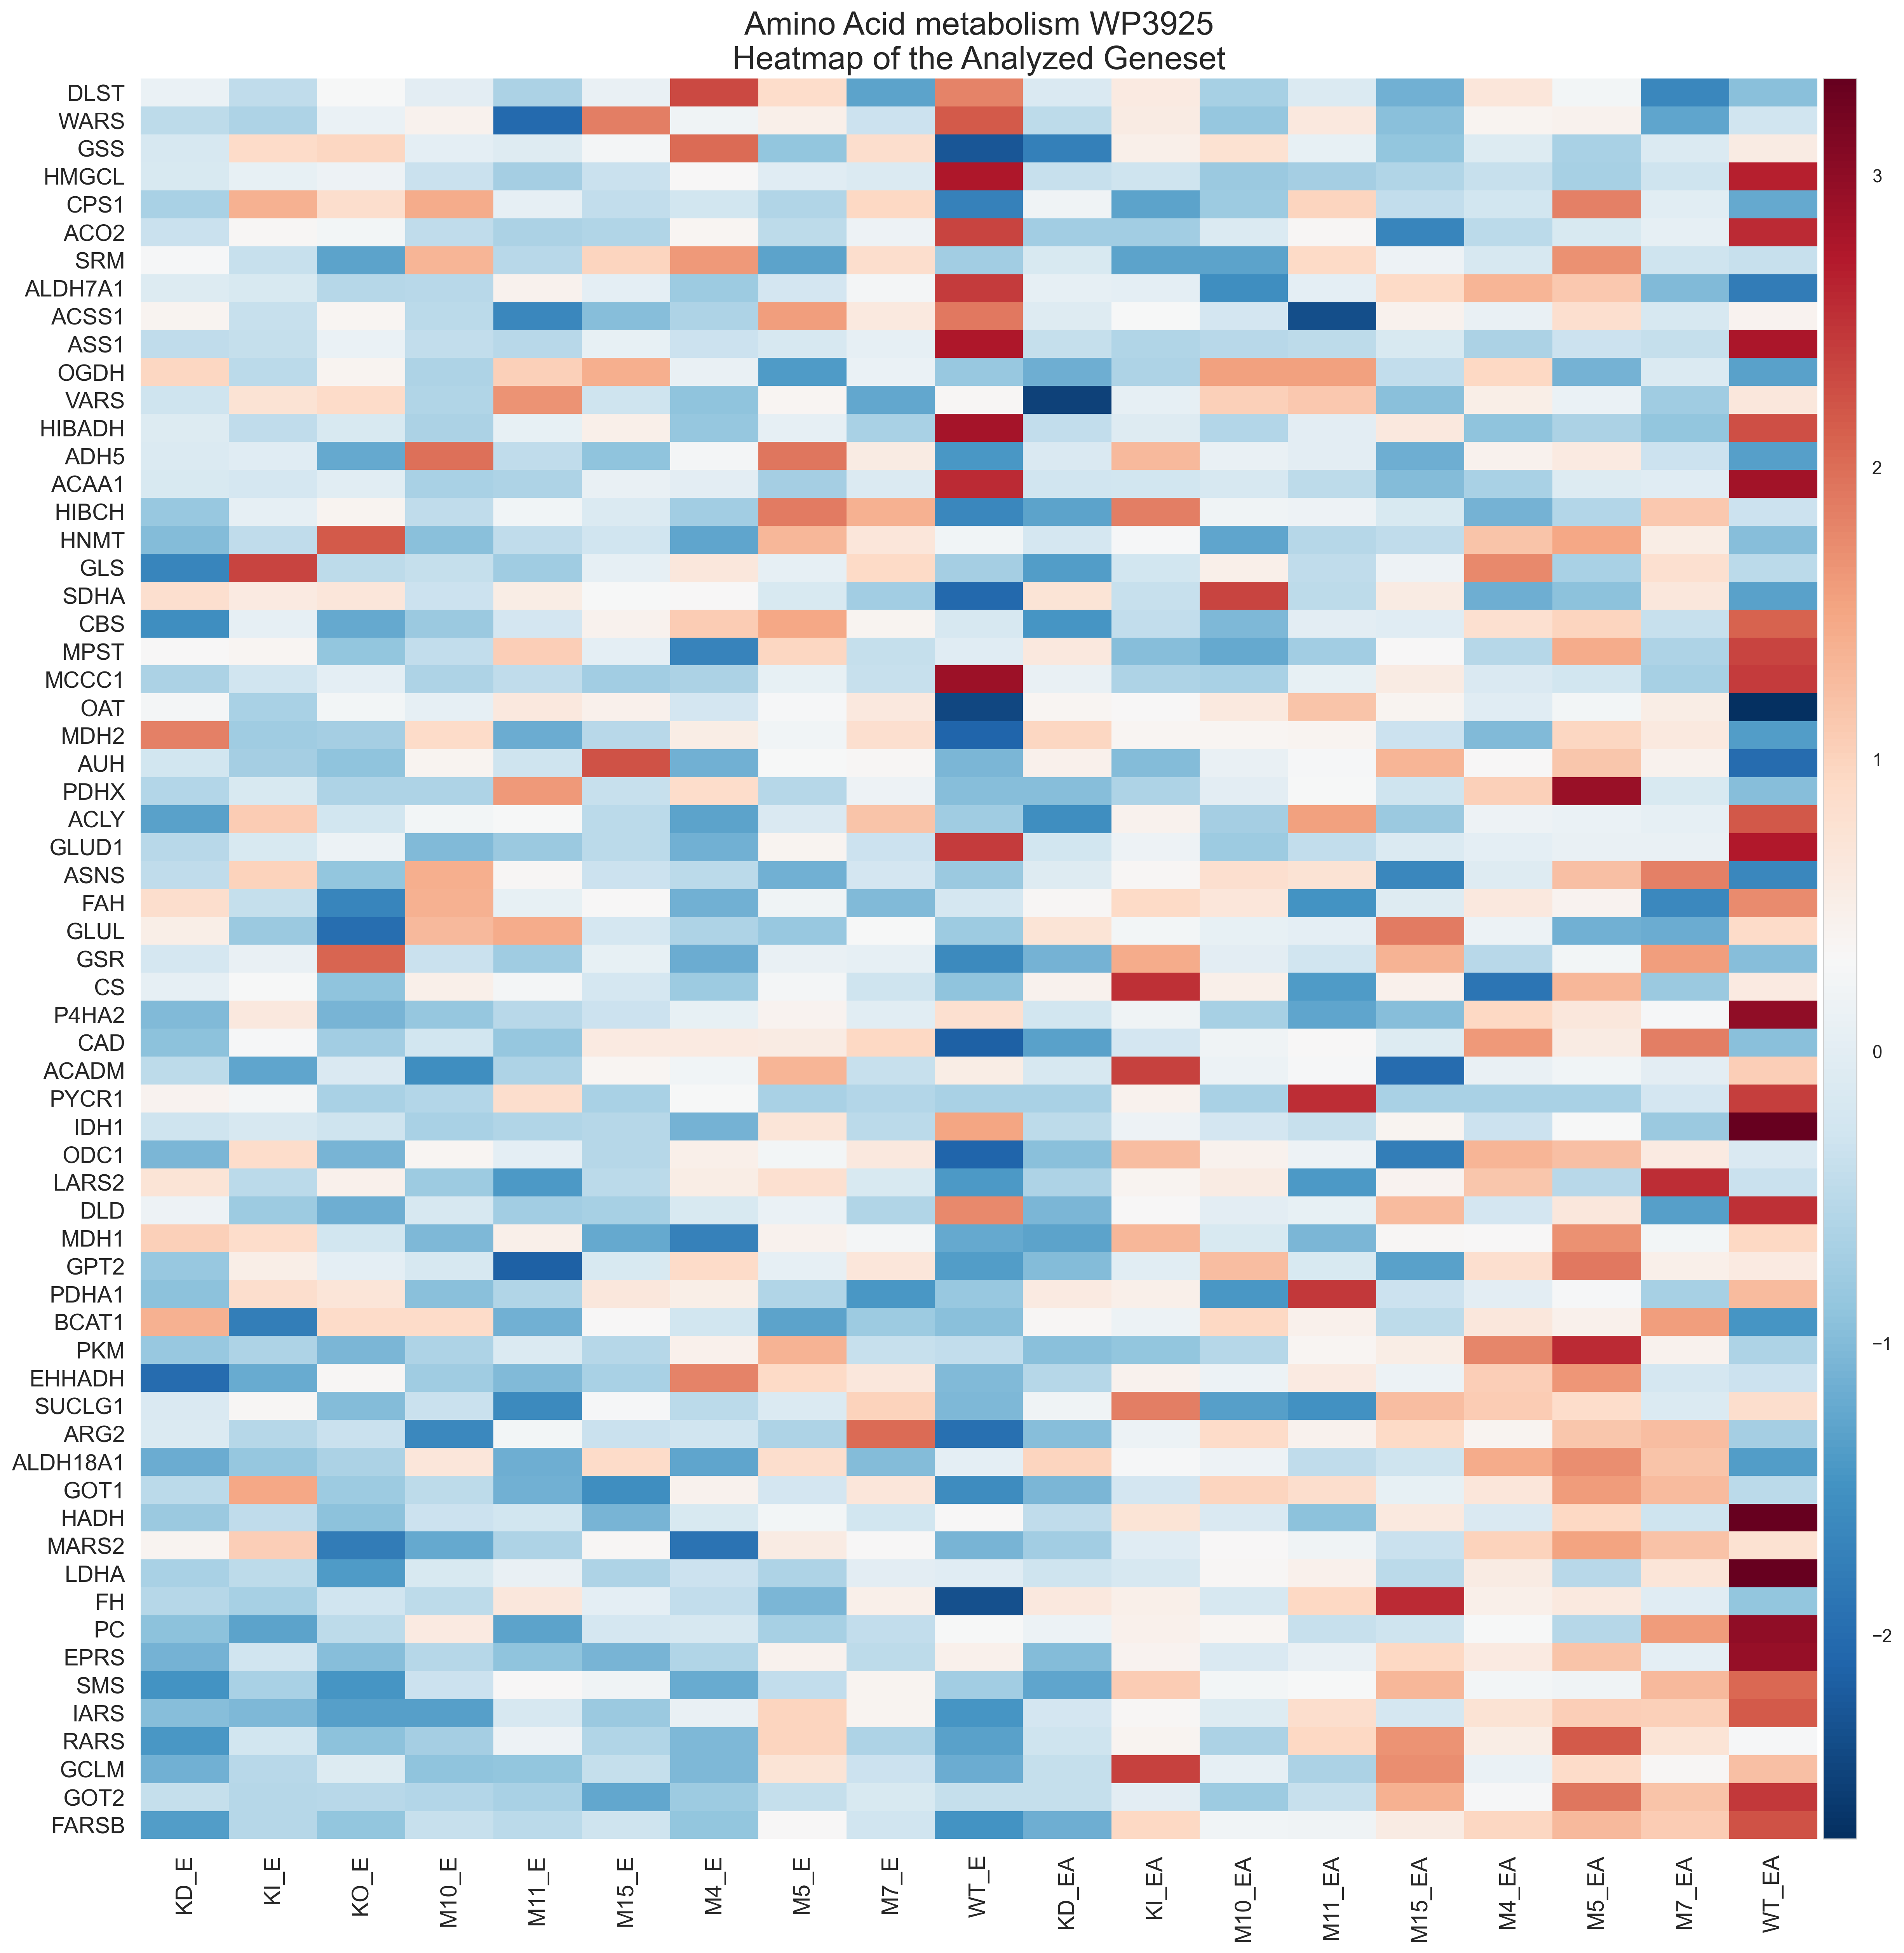 Amino Acid metabolism WP3925
Heatmap of the Analyzed Geneset
DLST
WARS
GSS
HMGCL
CPS1
ACO2
SRM
ALDH7A1
ACSS1
ASS1
OGDH
VARS
HIBADH
ADH5
ACAA1
HIBCH
HNMT
GLS
SDHA
CBS
MPST
MCCC1
OAT
MDH2
AUH
PDHX
ACLY
GLUD1
ASNS
FAH
GLUL
GSR
CS
P4HA2
CAD
ACADM
PYCR1
IDH1
ODC1
LARS2
DLD
MDH1
GPT2
PDHA1
BCAT1
PKM
EHHADH
SUCLG1
ARG2
ALDH18A1
GOT1
HADH
MARS2
LDHA
FH
PC
EPRS
SMS
IARS
RARS
GCLM
GOT2
FARSB
KD_E
KI_E
KO_E
M10_E
M11_E
M15_E
M4_E
M5_E
M7_E
WT_E
KD_EA
KI_EA
M10_EA
M11_EA
M15_EA
M4_EA
M5_EA
M7_EA
WT_EA
3
2
1
0
−1
−2